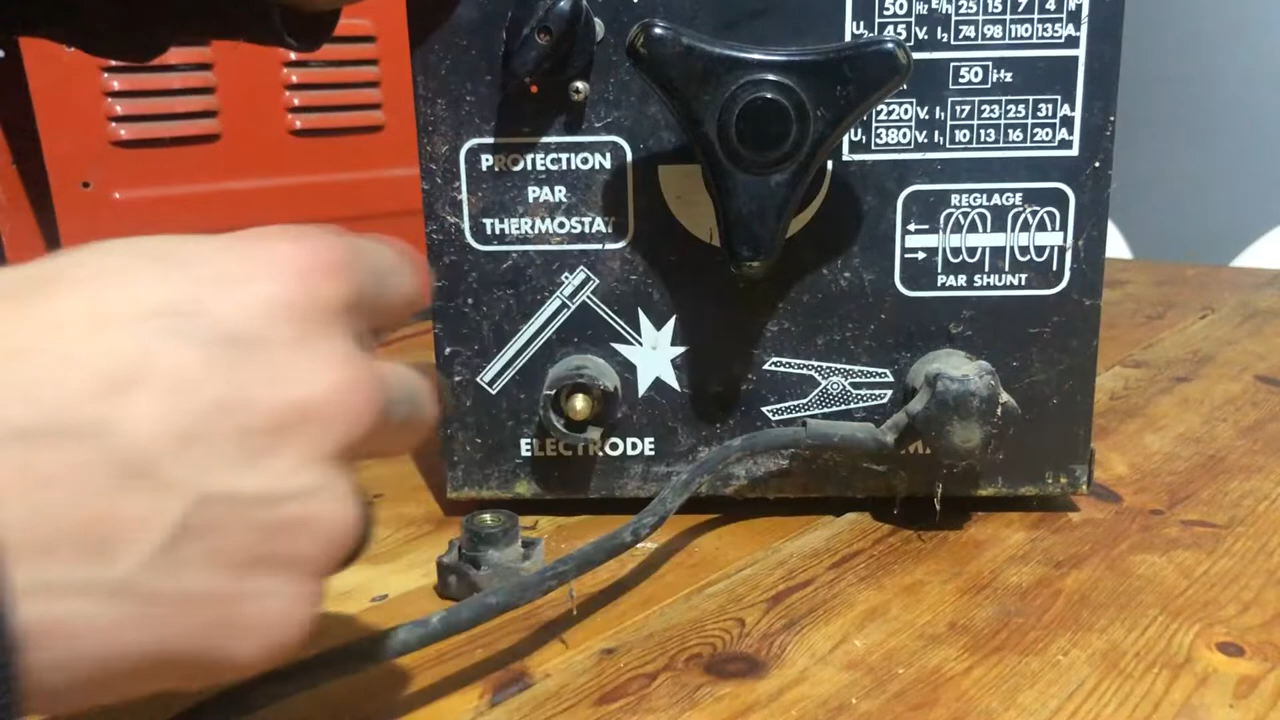 50 Hz E/h 25 15 7 4 No
U₂ 45 V. I₂ 74 98 110 135 A.
50 Hz
220 V. I₁ 17 23 25 31 A.
U₁ 380 V. I₁ 10 13 16 20 A.
PROTECTION
PAR
THERMOSTAT
REGLAGE
PAR SHUNT
ELECTRODE